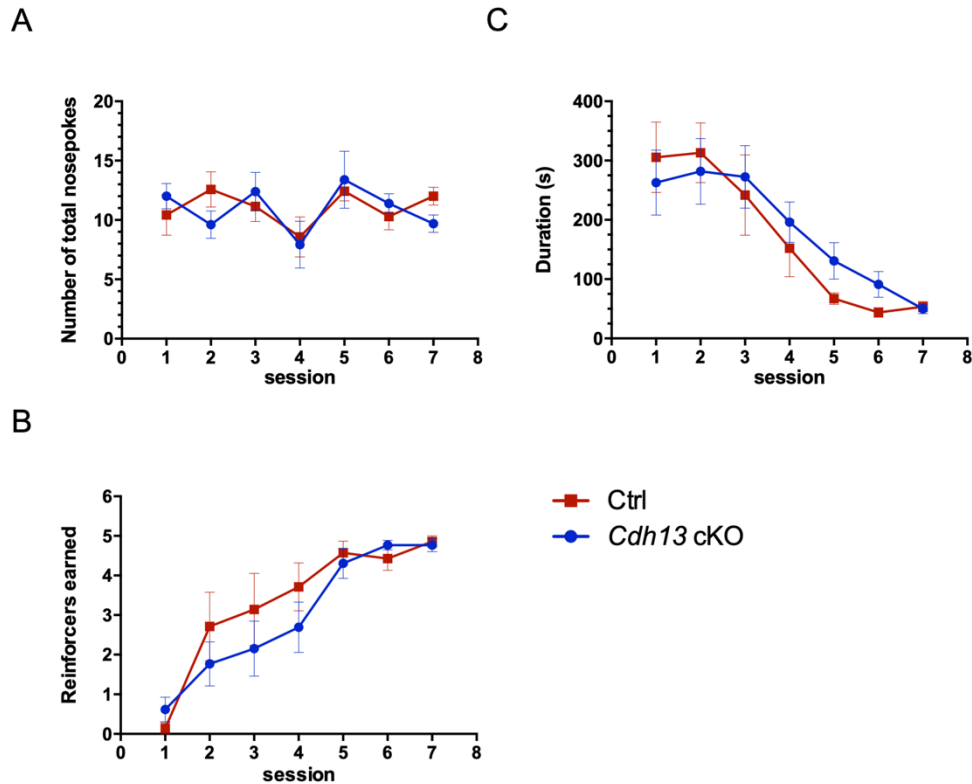 A
Number of total nosepokes
20
15
10
5
0
0 1 2 3 4 5 6 7 8
session
C
Duration (s)
400
300
200
100
0
0 1 2 3 4 5 6 7 8
session
B
Reinforcers earned
6
5
4
3
2
1
0
0 1 2 3 4 5 6 7 8
session
Ctrl
Cdh13 cKO